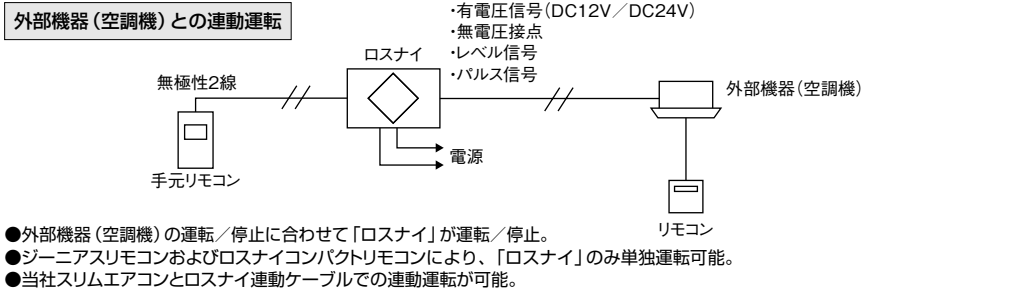 外部機器(空調機)との連動運転
・有電圧信号(DC12V/DC24V)
・無電圧接点
・レベル信号
・パルス信号
ロスナイ
無極性2線
外部機器(空調機)
電源
手元リモコン
リモコン
●外部機器(空調機)の運転/停止に合わせて「ロスナイ」が運転/停止。
●ジーニアスリモコンおよびロスナイコンパクトリモコンにより、「ロスナイ」のみ単独運転可能。
●当社スリムエアコンとロスナイ連動ケーブルでの連動運転が可能。